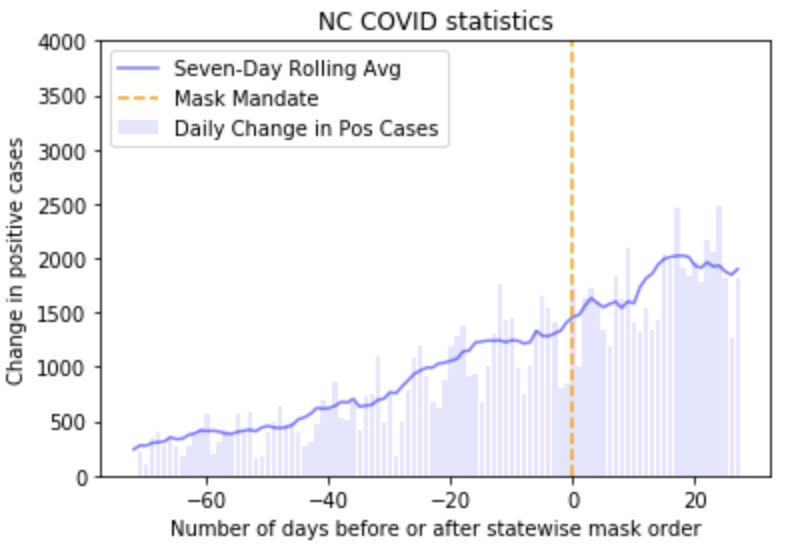 NC COVID statistics
4000
3500
3000
2500
2000
1500
1000
500
0
Change in positive cases
Seven-Day Rolling Avg
Mask Mandate
Daily Change in Pos Cases
−60 −40 −20 0 20
Number of days before or after statewise mask order